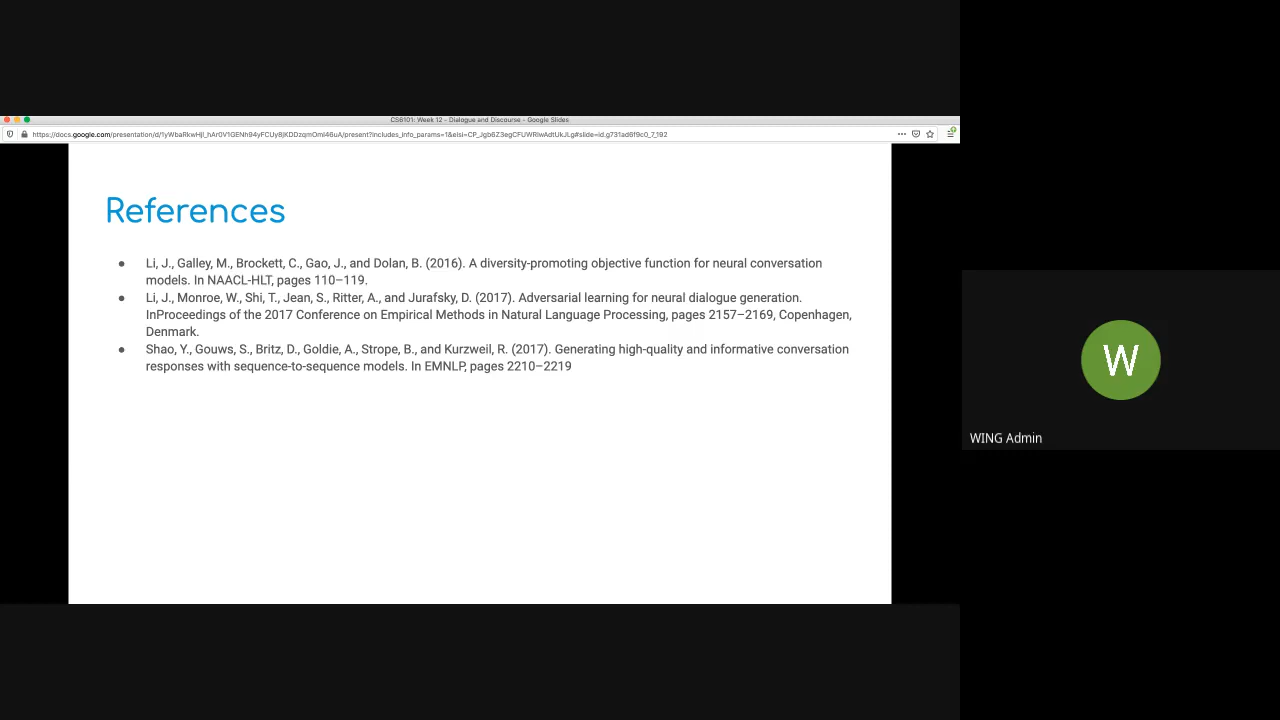 CS6101: Week 12 - Dialogue and Discourse - Google Slides
References
● Li, J., Galley, M., Brockett, C., Gao, J., and Dolan, B. (2016). A diversity-promoting objective function for neural conversation
models. In NAACL-HLT, pages 110–119.
● Li, J., Monroe, W., Shi, T., Jean, S., Ritter, A., and Jurafsky, D. (2017). Adversarial learning for neural dialogue generation.
InProceedings of the 2017 Conference on Empirical Methods in Natural Language Processing, pages 2157–2169, Copenhagen,
Denmark.
● Shao, Y., Gouws, S., Britz, D., Goldie, A., Strope, B., and Kurzweil, R. (2017). Generating high-quality and informative conversation
responses with sequence-to-sequence models. In EMNLP, pages 2210–2219
W
WING Admin